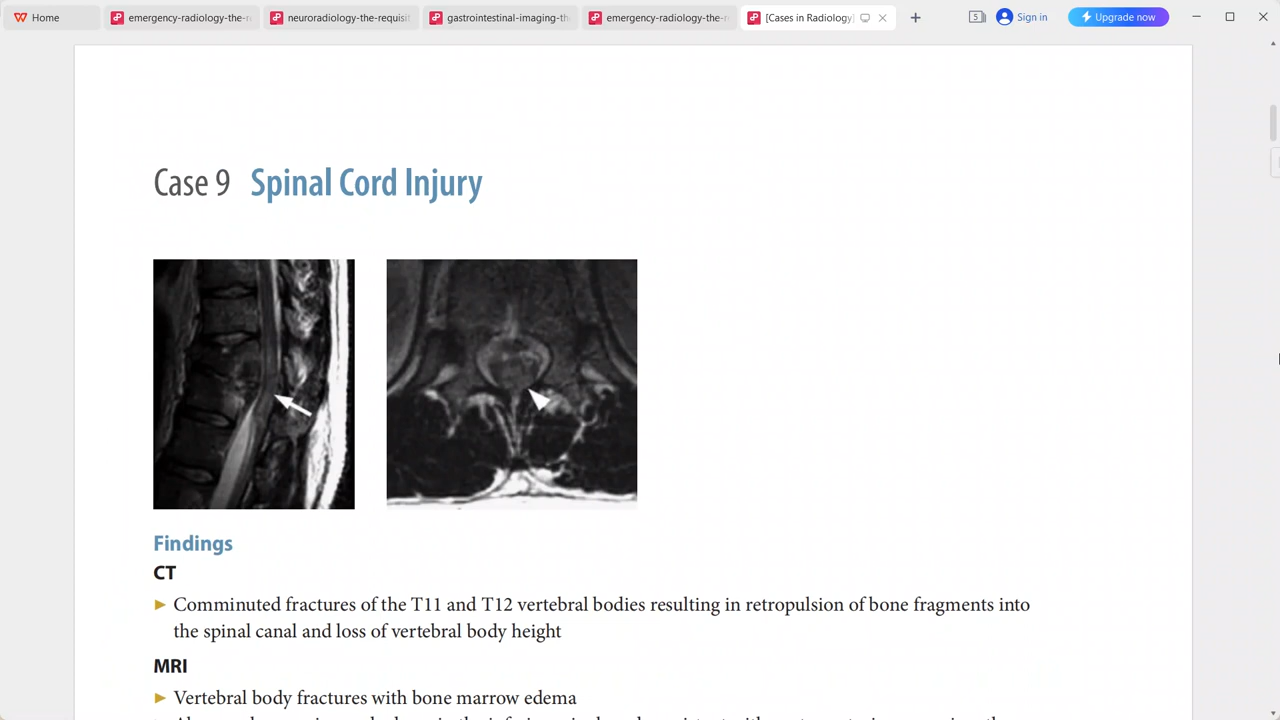 Home
emergency-radiology-the-r
neuroradiology-the-requisi
gastrointestinal-imaging-th
emergency-radiology-the-r
[Cases in Radiology]
5
Sign in
Upgrade now
Case 9 Spinal Cord Injury
Findings
CT
► Comminuted fractures of the T11 and T12 vertebral bodies resulting in retropulsion of bone fragments into
the spinal canal and loss of vertebral body height
MRI
► Vertebral body fractures with bone marrow edema